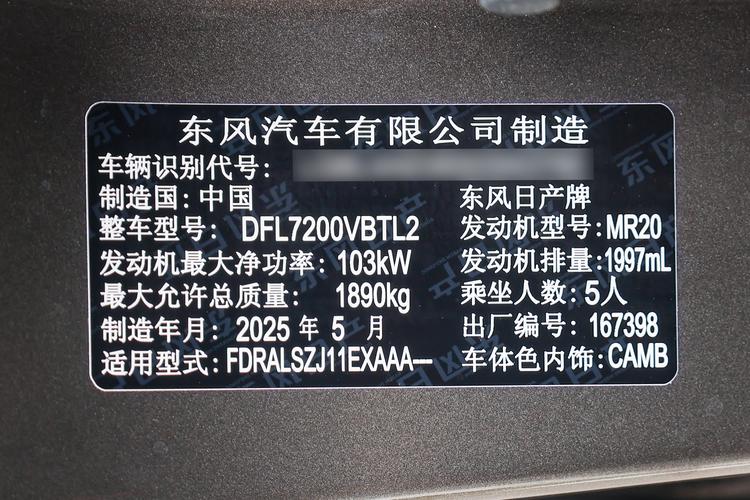 东风汽车有限公司制造
车辆识别代号:
制造国: 中国 东风日产牌
整车型号: DFL7200VBTL2 发动机型号: MR20
发动机最大净功率: 103kW 发动机排量: 1997mL
最大允许总质量: 1890kg 乘坐人数: 5人
制造年月: 2025 年 5 月 出厂编号: 167398
适用型式: FDRALSZJ11EXAAA--- 车体色内饰: CAMB